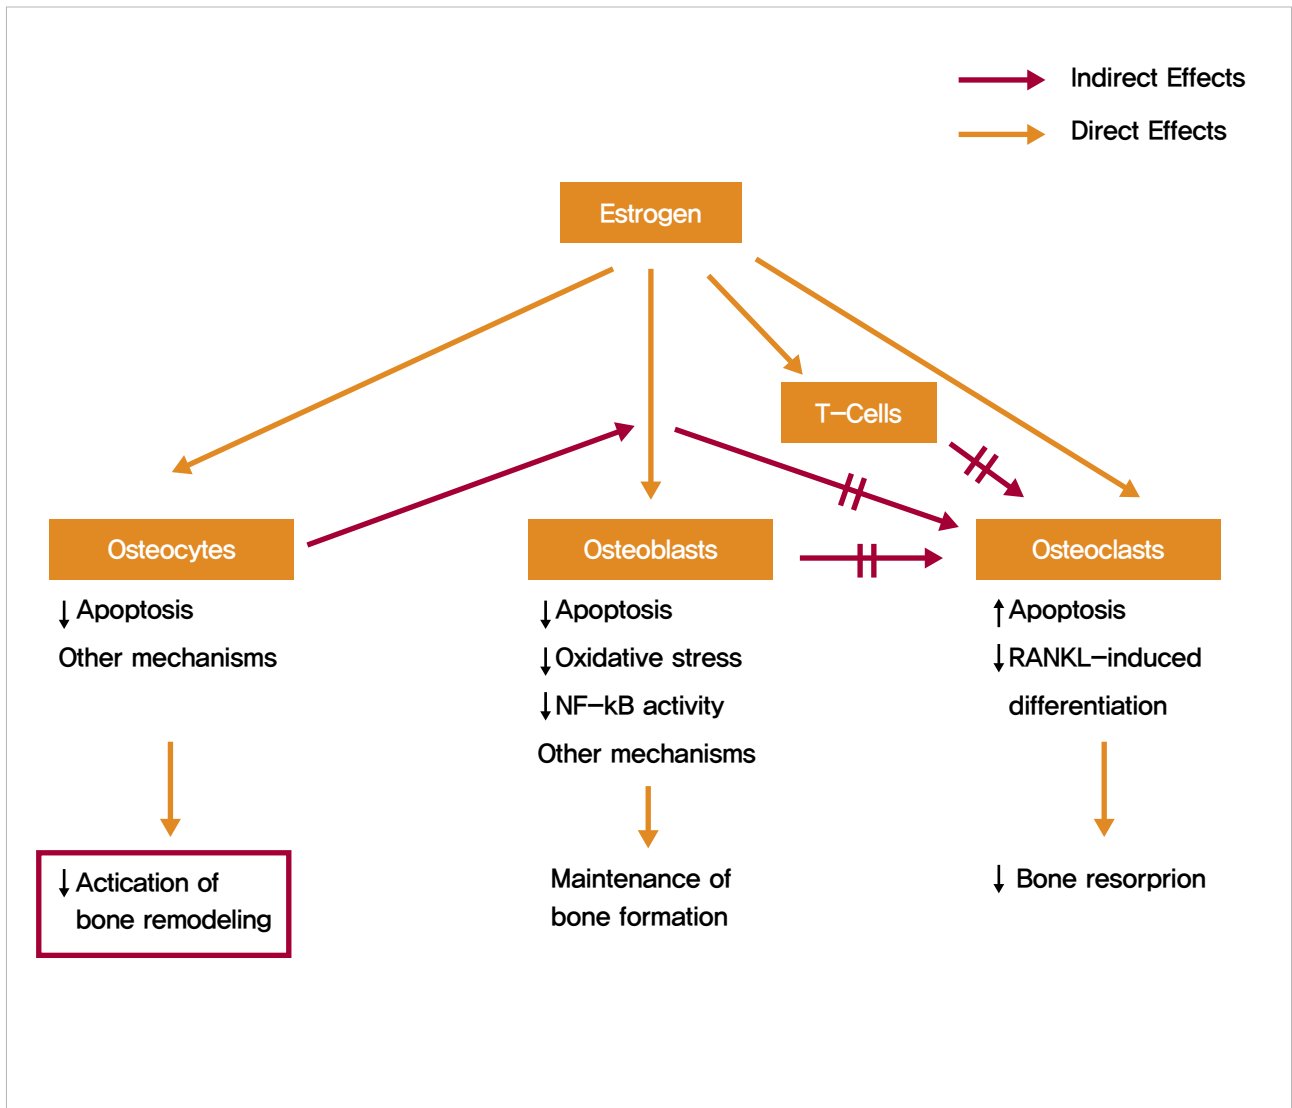 Indirect Effects
Direct Effects
Estrogen
T-Cells
Osteocytes
↓ Apoptosis
Other mechanisms
↓ Actication of
bone remodeling
Osteoblasts
↓ Apoptosis
↓ Oxidative stress
↓ NF-kB activity
Other mechanisms
Maintenance of
bone formation
Osteoclasts
↑ Apoptosis
↓ RANKL-induced
differentiation
↓ Bone resorprion